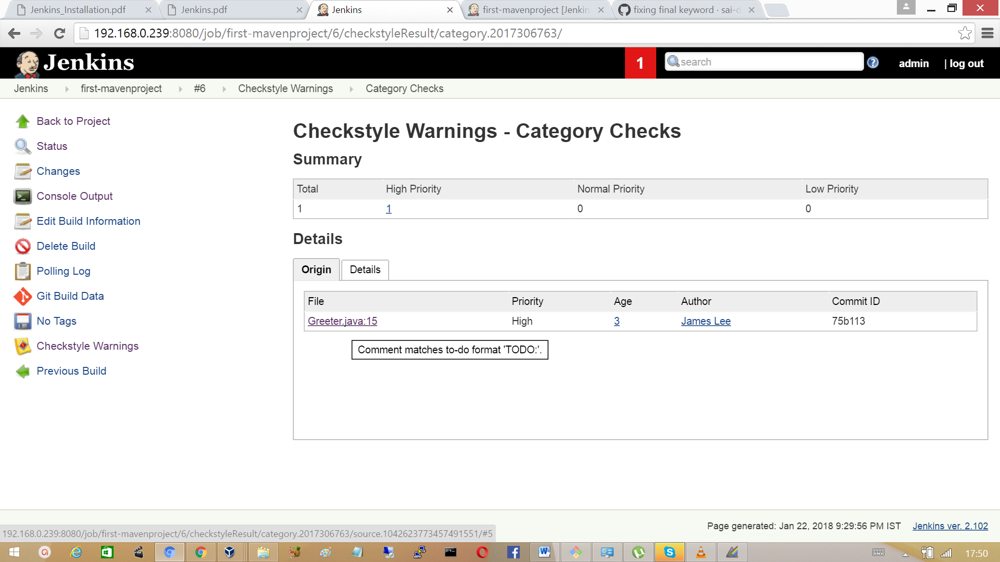 Jenkins_Installation.pdf
Jenkins.pdf
Jenkins
first-mavenproject [Jenkin
fixing final keyword · sai-d
192.168.0.239:8080/job/first-mavenproject/6/checkstyleResult/category.2017306763/
Jenkins
1
search
admin
| log out
Jenkins
first-mavenproject
#6
Checkstyle Warnings
Category Checks
Back to Project
Status
Changes
Console Output
Edit Build Information
Delete Build
Polling Log
Git Build Data
No Tags
Checkstyle Warnings
Previous Build
Checkstyle Warnings - Category Checks
Summary
Total High Priority Normal Priority Low Priority
1 1 0 0
Details
Origin Details
File Priority Age Author Commit ID
Greeter.java:15 High 3 James Lee 75b113
Comment matches to-do format 'TODO:'.
Page generated: Jan 22, 2018 9:29:56 PM IST Jenkins ver. 2.102
192.168.0.239:8080/job/first-mavenproject/6/checkstyleResult/category.2017306763/source.1042623773457491551/#5
17:50